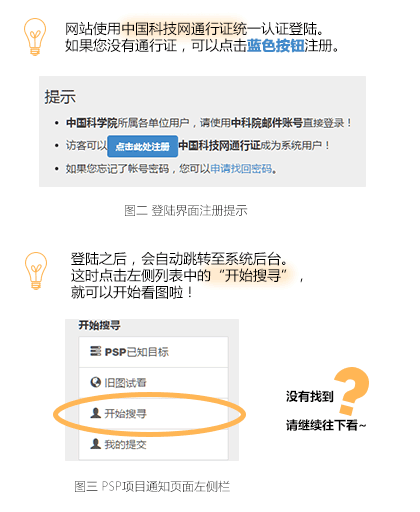 网站使用中国科技网通行证统一认证登陆。
如果您没有通行证，可以点击蓝色按钮注册。
提示
中国科学院所属各单位用户，请使用中科院邮件账号直接登录！
访客可以 点击此处注册 中国科技网通行证成为系统用户！
如果您忘记了帐号密码，您可以申请找回密码。
图二 登陆界面注册提示
登陆之后，会自动跳转至系统后台。
这时点击左侧列表中的“开始搜寻”，
就可以开始看图啦！
开始搜寻
PSP已知目标
旧图试看
开始搜寻
我的提交
没有找到?
请继续往下看~
图三 PSP项目通知页面左侧栏